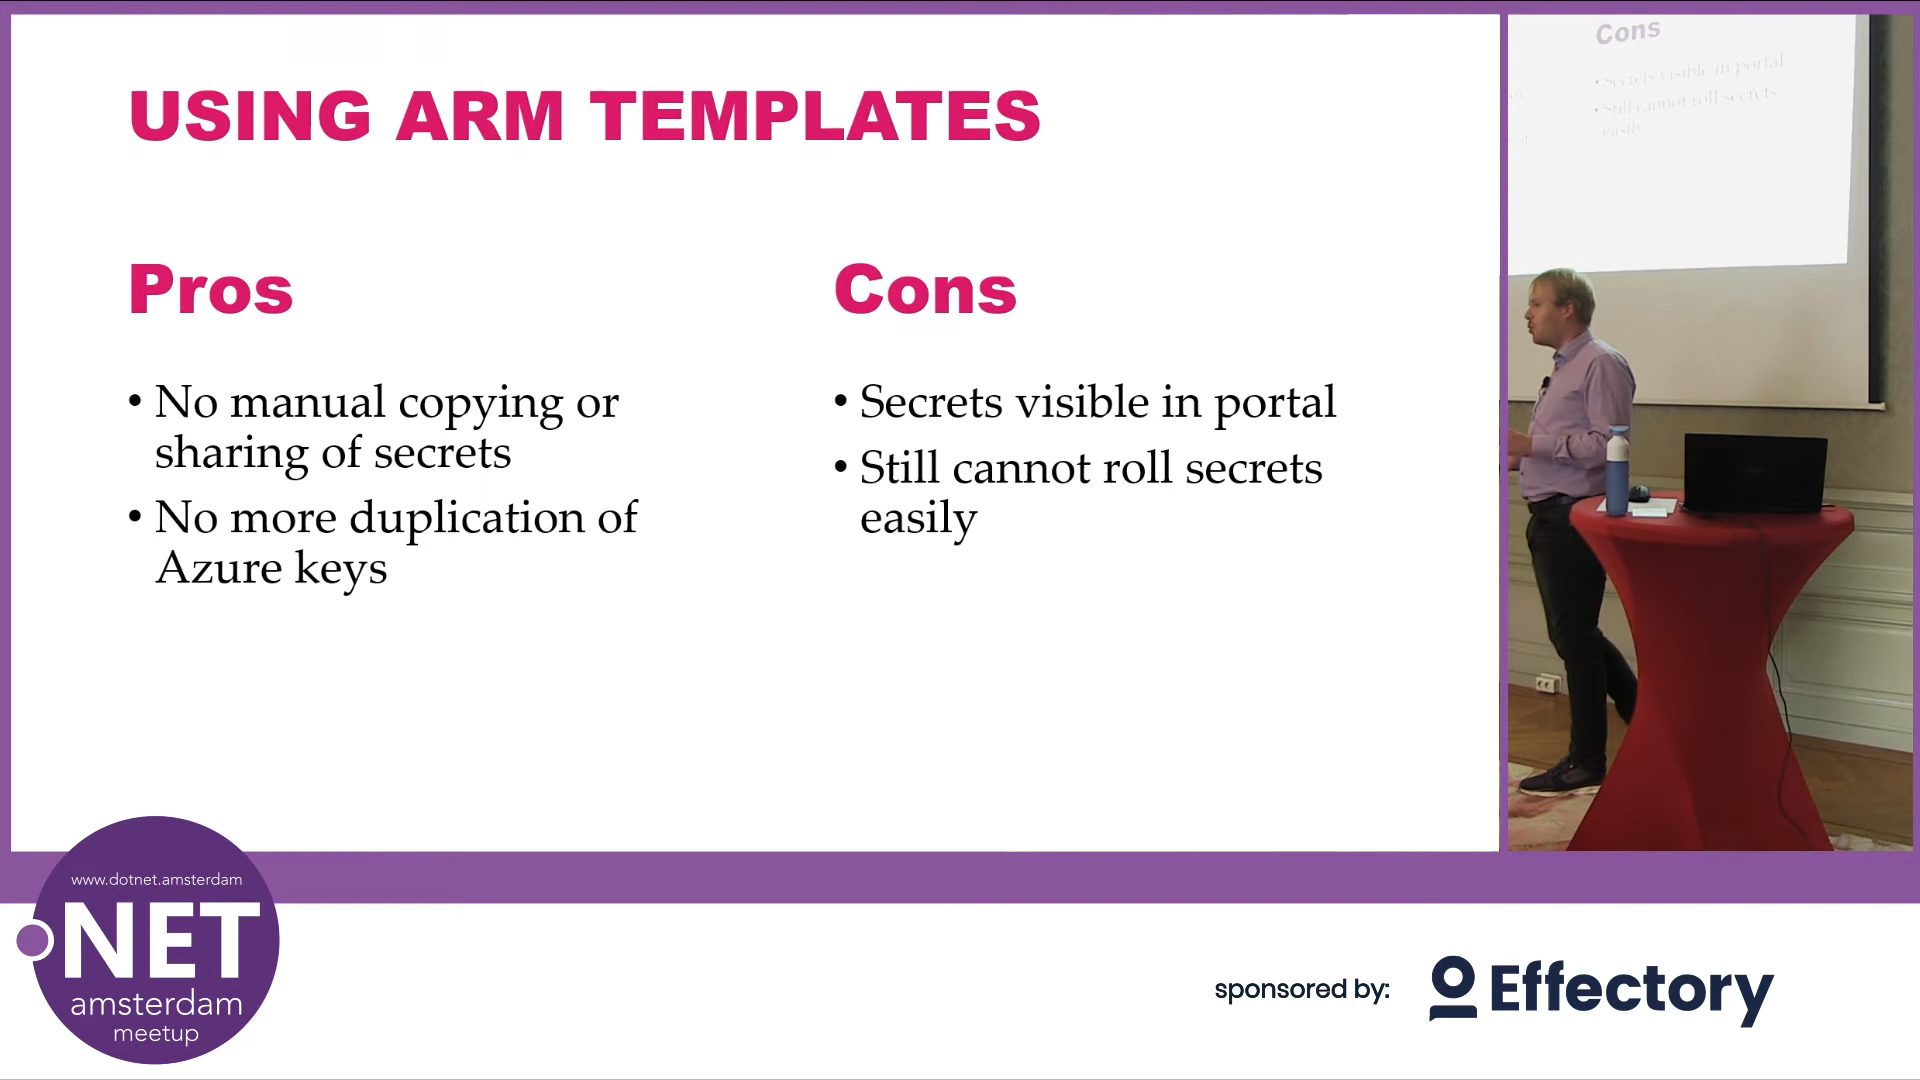 USING ARM TEMPLATES
Pros
• No manual copying or
sharing of secrets
• No more duplication of
Azure keys
Cons
• Secrets visible in portal
• Still cannot roll secrets
easily
Cons
• Secrets visible in portal
• Still cannot roll secrets
easily
www.dotnet.amsterdam
.NET
amsterdam
meetup
sponsored by:
Effectory